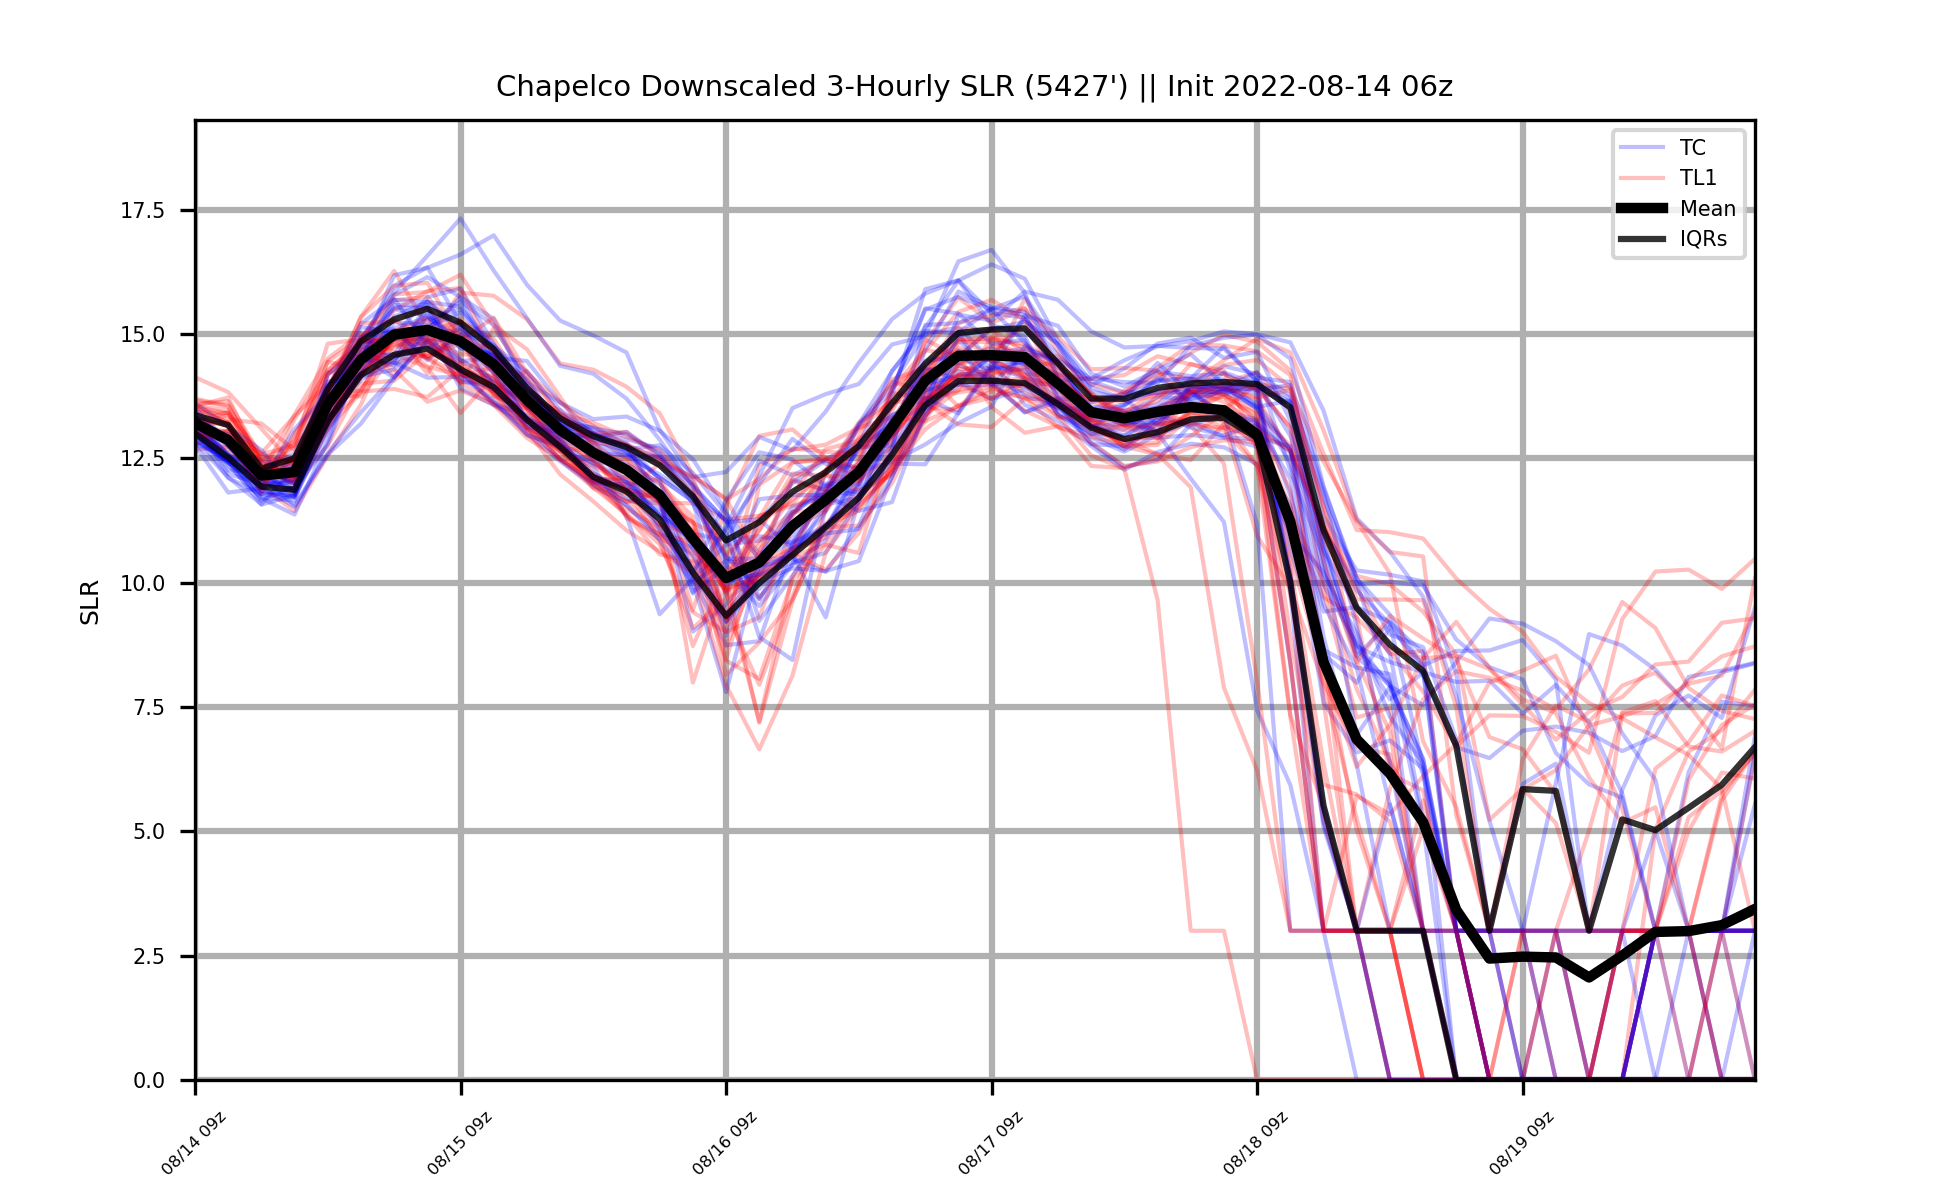 Chapelco Downscaled 3-Hourly SLR (5427') || Init 2022-08-14 06z
TC
TL1
Mean
IQRs
SLR
17.5
15.0
12.5
10.0
7.5
5.0
2.5
0.0
08/14 09z
08/15 09z
08/16 09z
08/17 09z
08/18 09z
08/19 09z